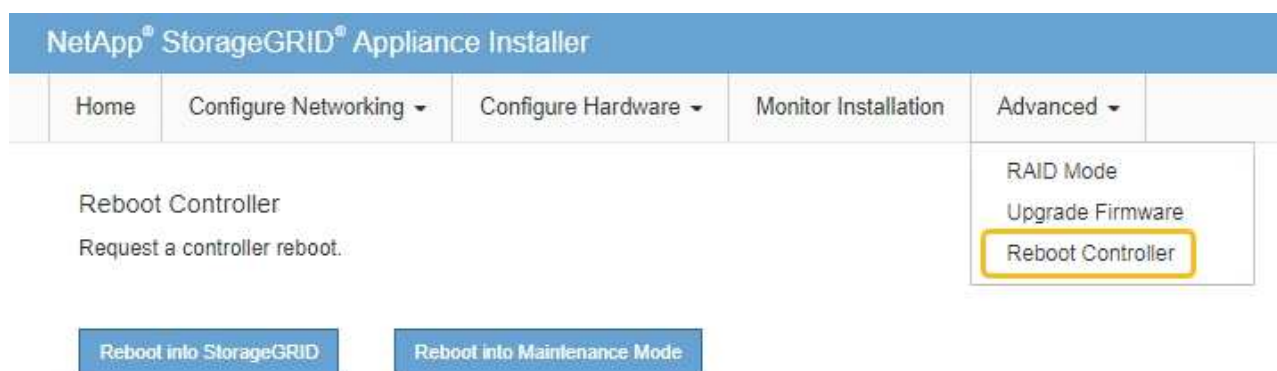 NetApp® StorageGRID® Appliance Installer
Home
Configure Networking
Configure Hardware
Monitor Installation
Advanced
RAID Mode
Upgrade Firmware
Reboot Controller
Reboot Controller
Request a controller reboot.
Reboot into StorageGRID
Reboot into Maintenance Mode